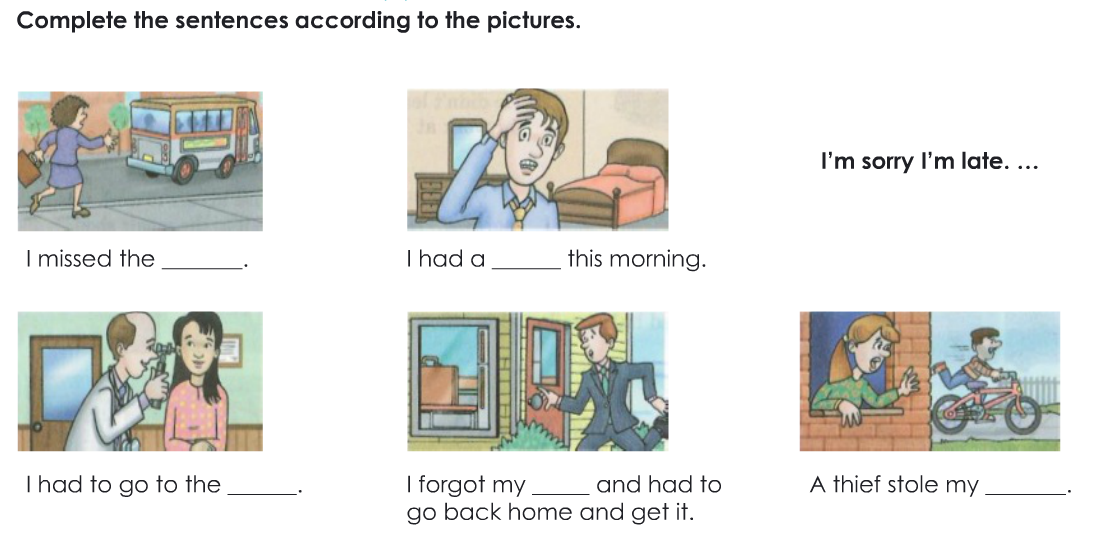 Complete the sentences according to the pictures.
I'm sorry I'm late. ...
I missed the _______.
I had a ______ this morning.
I had to go to the ______.
I forgot my _____ and had to
go back home and get it.
A thief stole my _______.